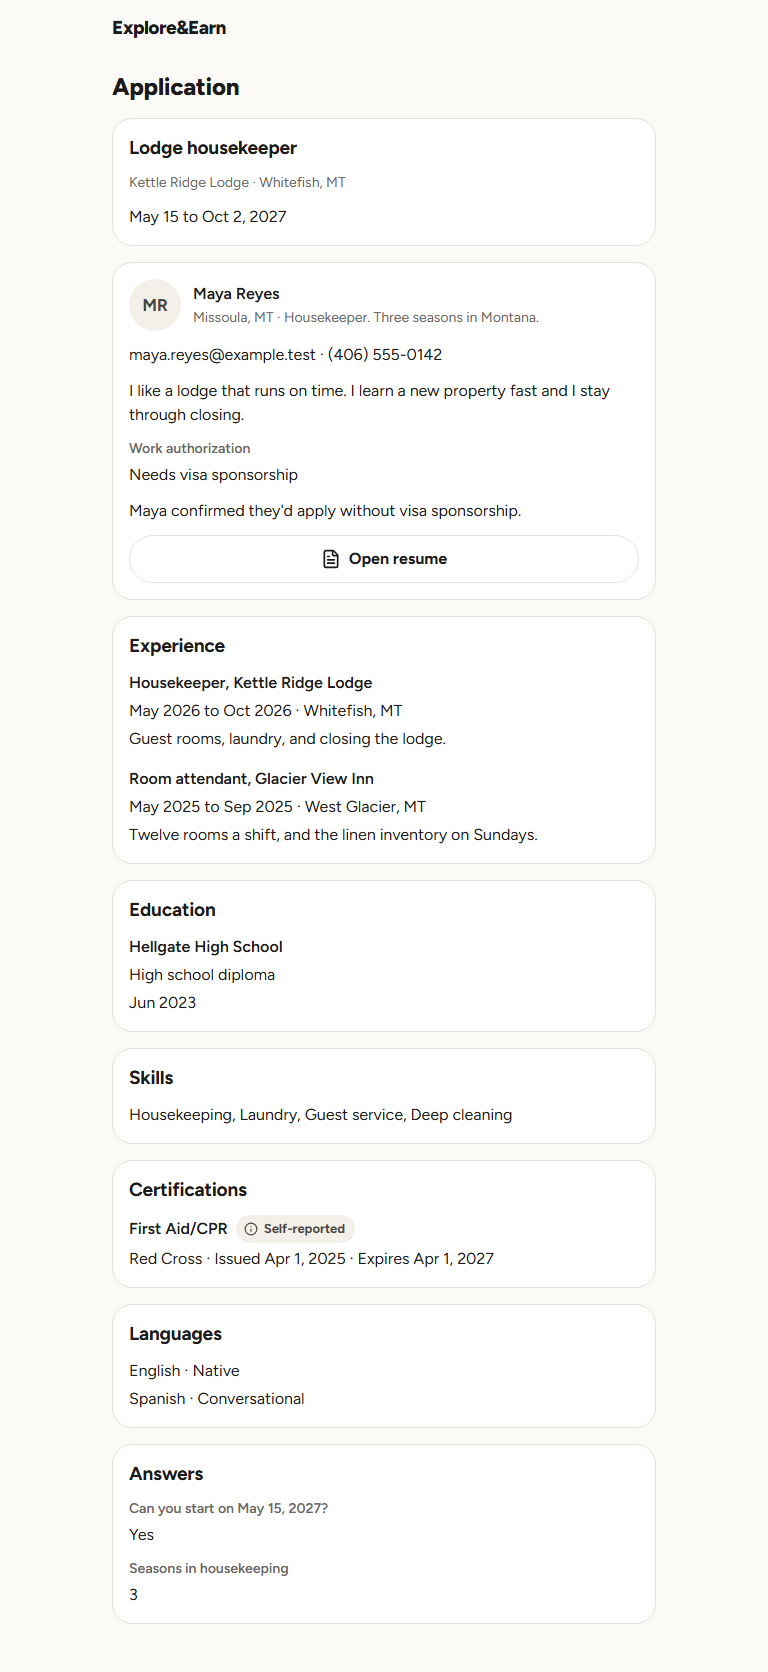 Explore&Earn
Application
Lodge housekeeper
Kettle Ridge Lodge · Whitefish, MT
May 15 to Oct 2, 2027
MR
Maya Reyes
Missoula, MT · Housekeeper. Three seasons in Montana.
maya.reyes@example.test · (406) 555-0142
I like a lodge that runs on time. I learn a new property fast and I stay
through closing.
Work authorization
Needs visa sponsorship
Maya confirmed they'd apply without visa sponsorship.
Open resume
Experience
Housekeeper, Kettle Ridge Lodge
May 2026 to Oct 2026 · Whitefish, MT
Guest rooms, laundry, and closing the lodge.
Room attendant, Glacier View Inn
May 2025 to Sep 2025 · West Glacier, MT
Twelve rooms a shift, and the linen inventory on Sundays.
Education
Hellgate High School
High school diploma
Jun 2023
Skills
Housekeeping, Laundry, Guest service, Deep cleaning
Certifications
First Aid/CPR Self-reported
Red Cross · Issued Apr 1, 2025 · Expires Apr 1, 2027
Languages
English · Native
Spanish · Conversational
Answers
Can you start on May 15, 2027?
Yes
Seasons in housekeeping
3